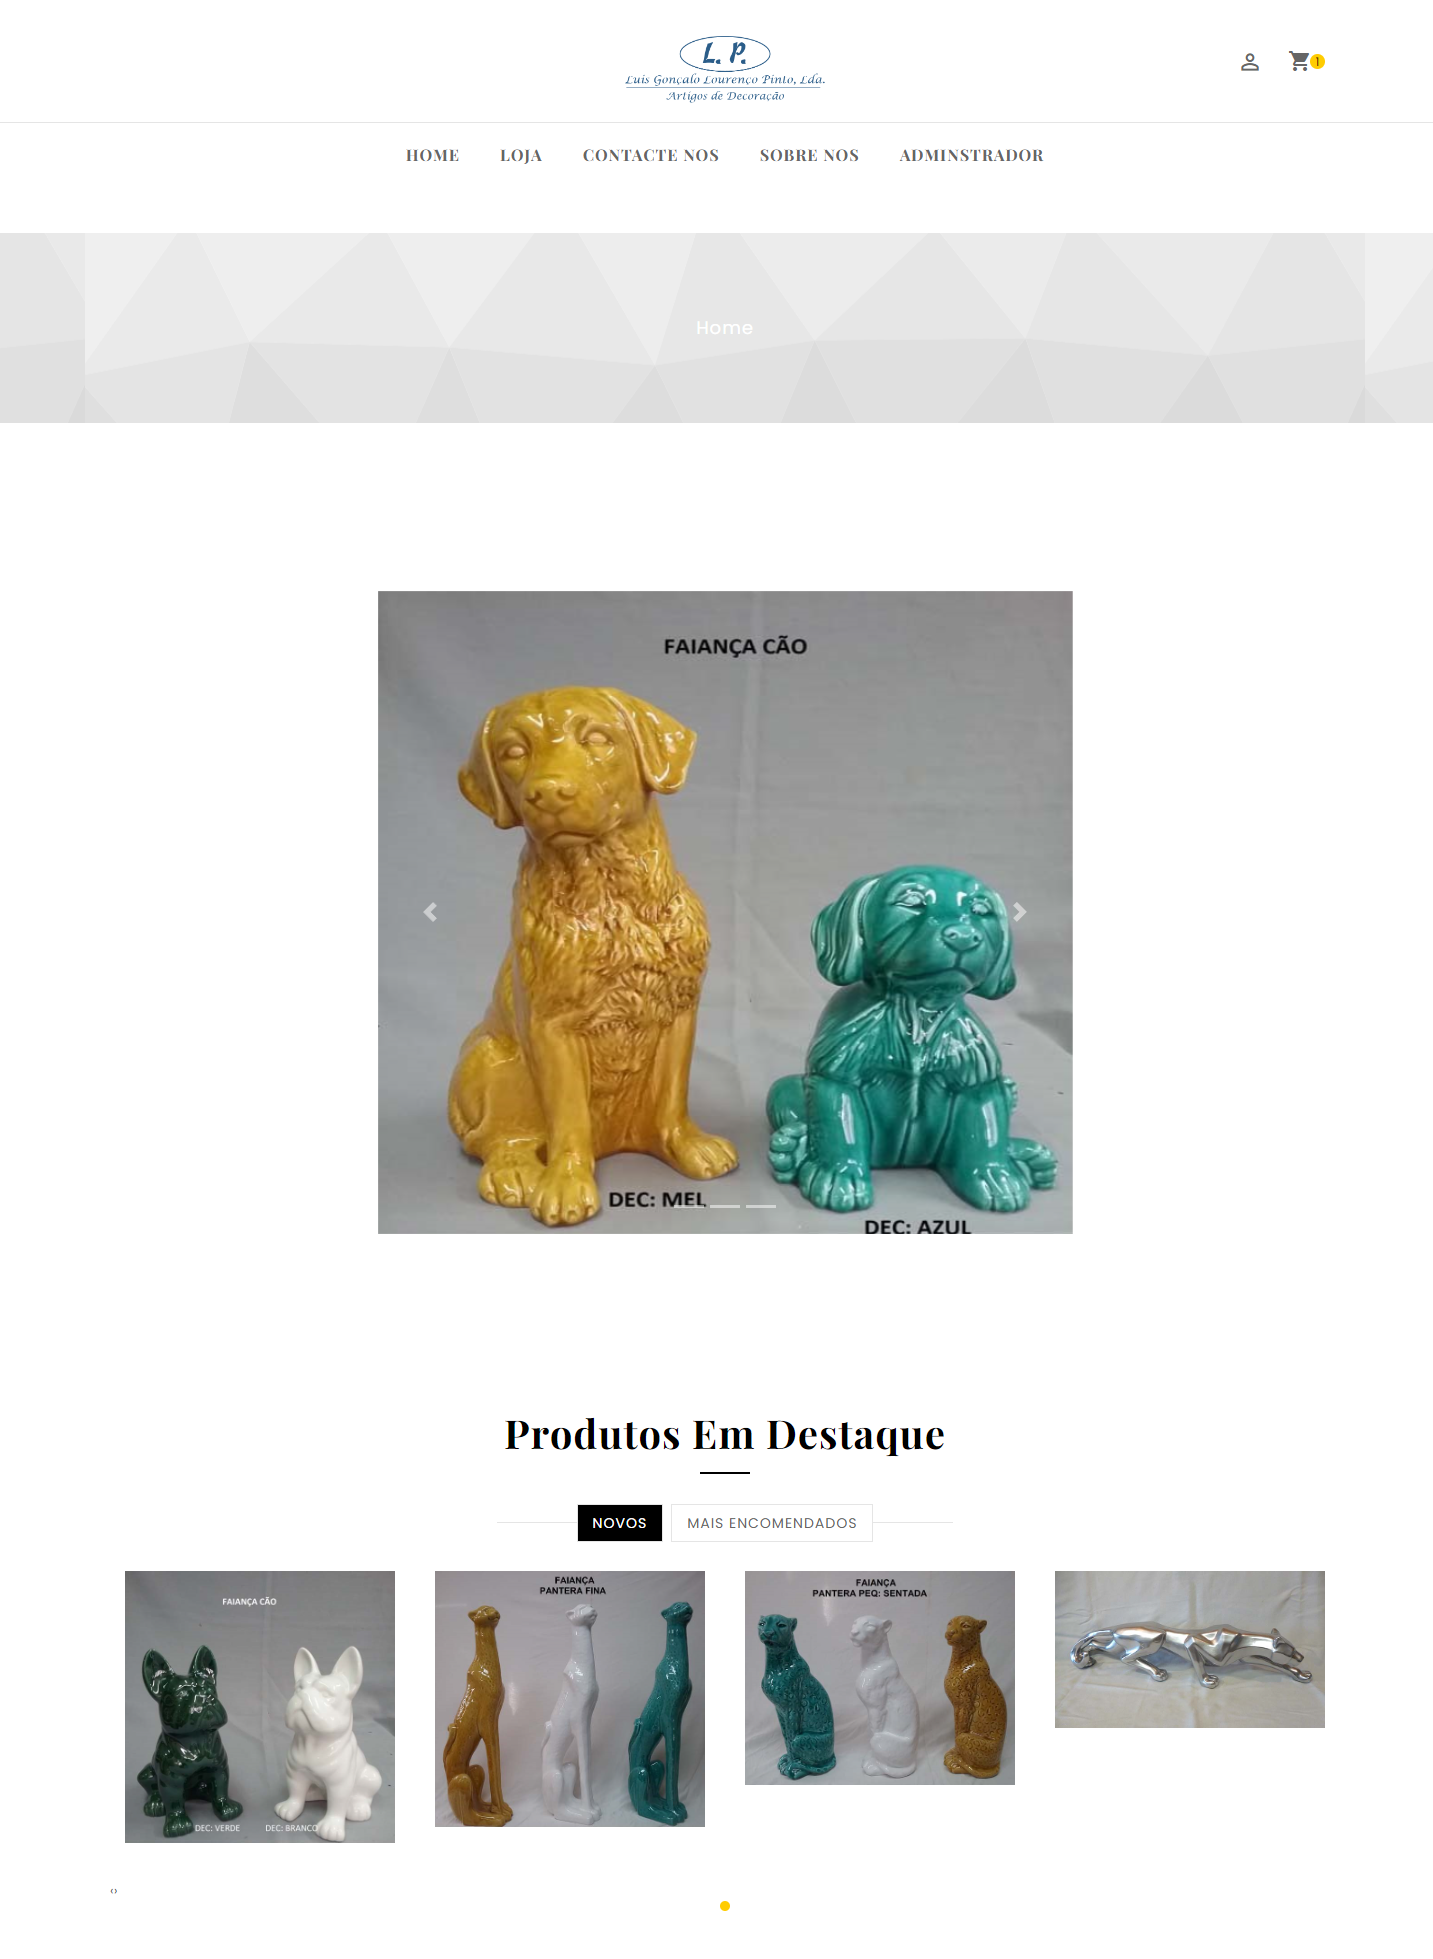 L. P.
Luis Gonçalo Lourenço Pinto, Lda.
Artigos de Decoração
1
HOME LOJA CONTACTE NOS SOBRE NOS ADMINSTRADOR
Home
FAIANÇA CÃO
DEC: MEL
DEC: AZUL
Produtos Em Destaque
NOVOS MAIS ENCOMENDADOS
FAIANÇA CÃO
DEC: VERDE DEC: BRANCO
FAIANÇA
PANTERA FINA
FAIANÇA
PANTERA PEQ: SENTADA